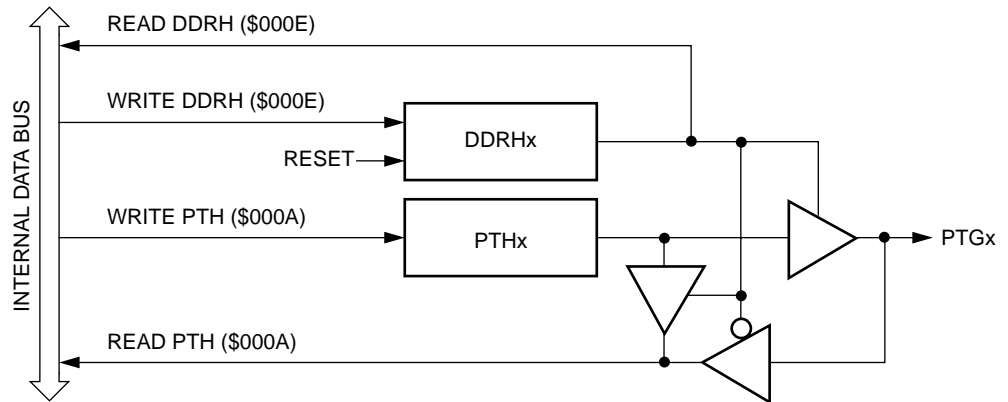 READ DDRH ($000E)
WRITE DDRH ($000E)
DDRHx
RESET
INTERNAL DATA BUS
WRITE PTH ($000A)
PTHx
PTGx
READ PTH ($000A)